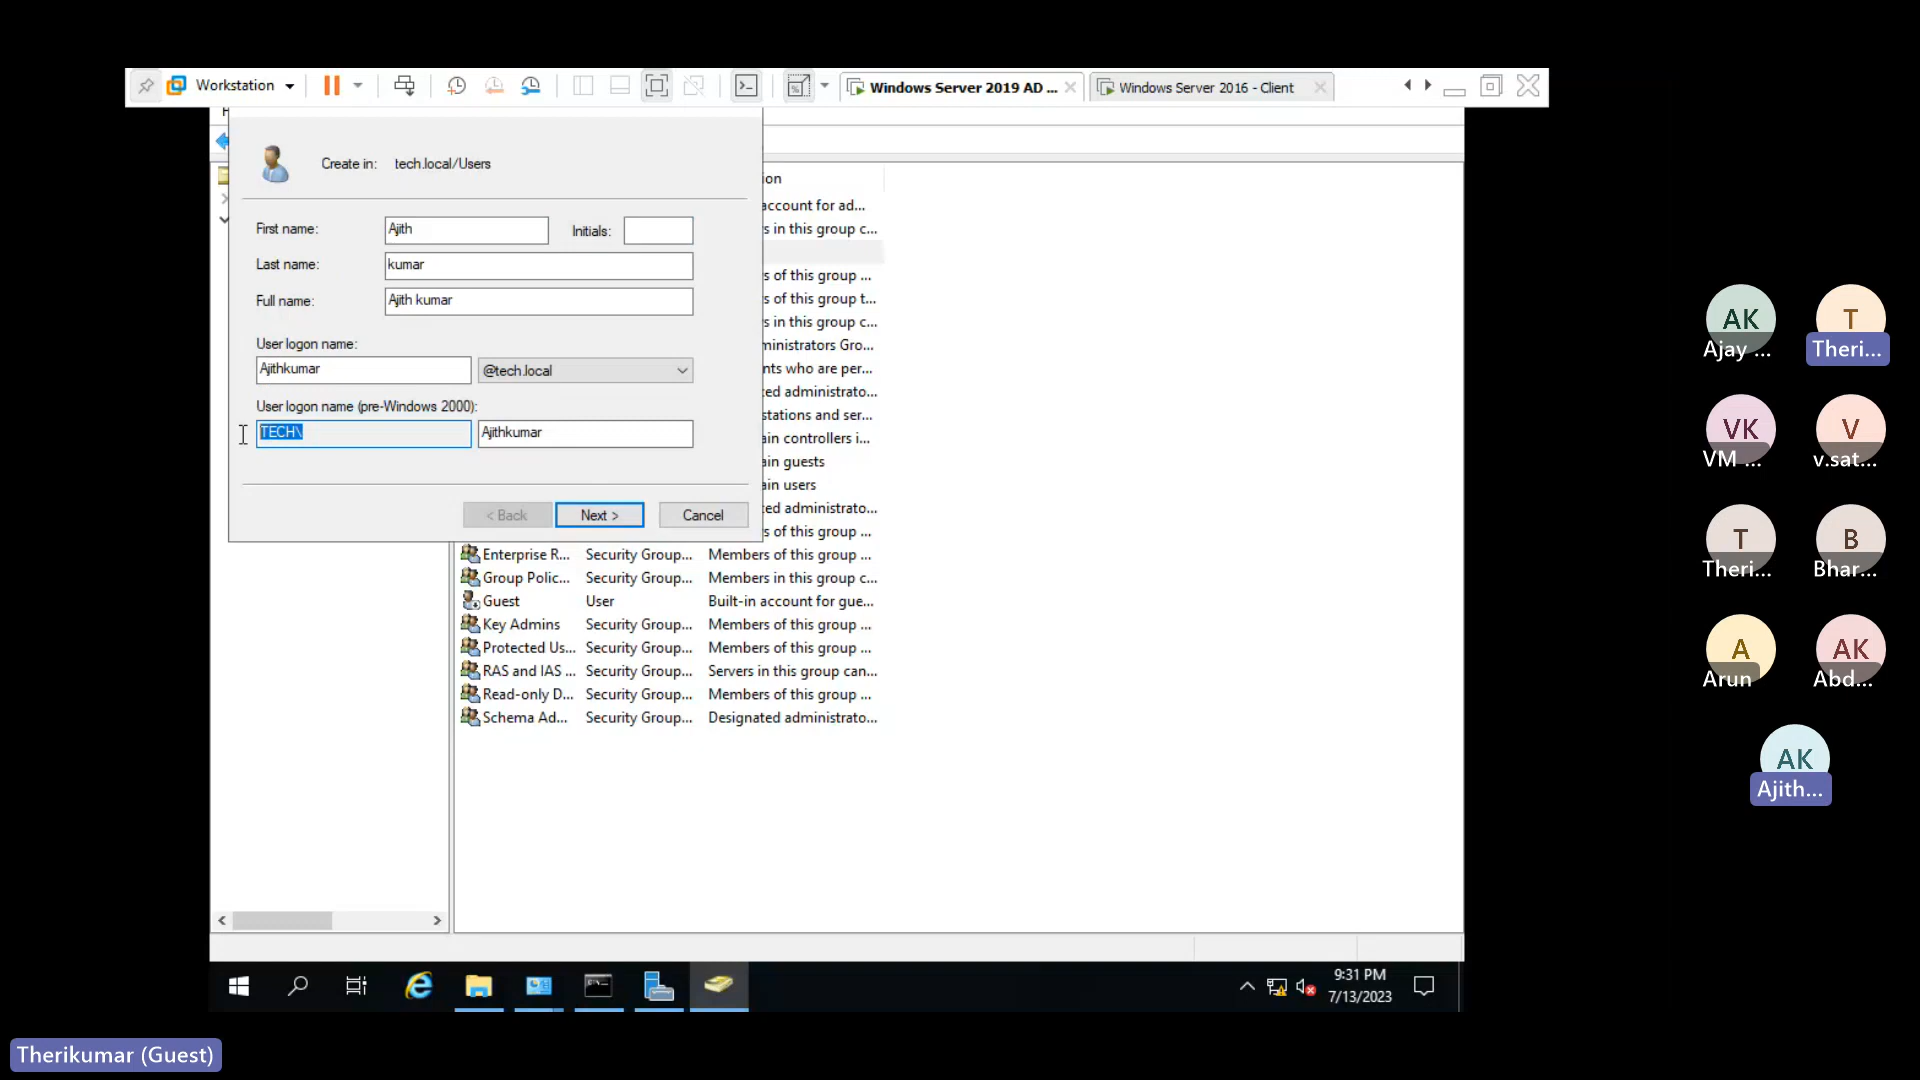 Workstation
Windows Server 2019 AD ...
Windows Server 2016 - Client
Create in: tech.local/Users
First name: Ajith Initials:
Last name: kumar
Full name: Ajith kumar
User logon name:
Ajithkumar @tech.local
User logon name (pre-Windows 2000):
TECH\ Ajithkumar
< Back Next > Cancel
ion
account for ad...
s in this group c...
s of this group ...
s of this group t...
s in this group c...
ministrators Gro...
nts who are per...
ted administrato...
stations and ser...
ain controllers i...
ain guests
ain users
ted administrato...
s of this group ...
Enterprise R... Security Group... Members of this group ...
Group Polic... Security Group... Members in this group c...
Guest User Built-in account for gue...
Key Admins Security Group... Members of this group ...
Protected Us... Security Group... Members of this group ...
RAS and IAS ... Security Group... Servers in this group can...
Read-only D... Security Group... Members of this group ...
Schema Ad... Security Group... Designated administrato...
9:31 PM
7/13/2023
AK T
Ajay ... Theri...
VK V
VM ... v.sat...
T B
Theri... Bhar...
A AK
Arun Abd...
AK
Ajith...
Therikumar (Guest)